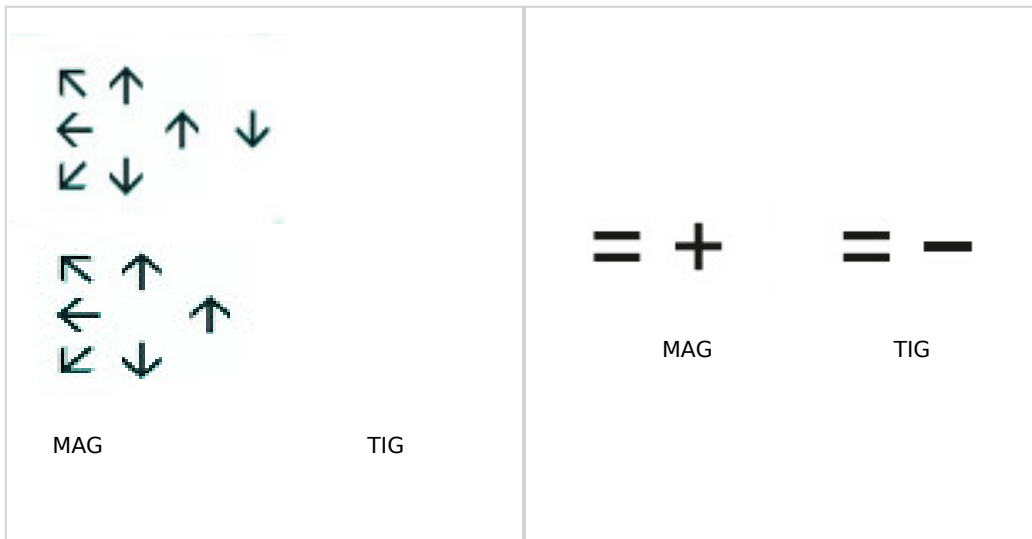 ↖ ↑
← ↑ ↓
↙ ↓
↖ ↑
← ↑
↙ ↓
MAG TIG
= + = −
MAG TIG